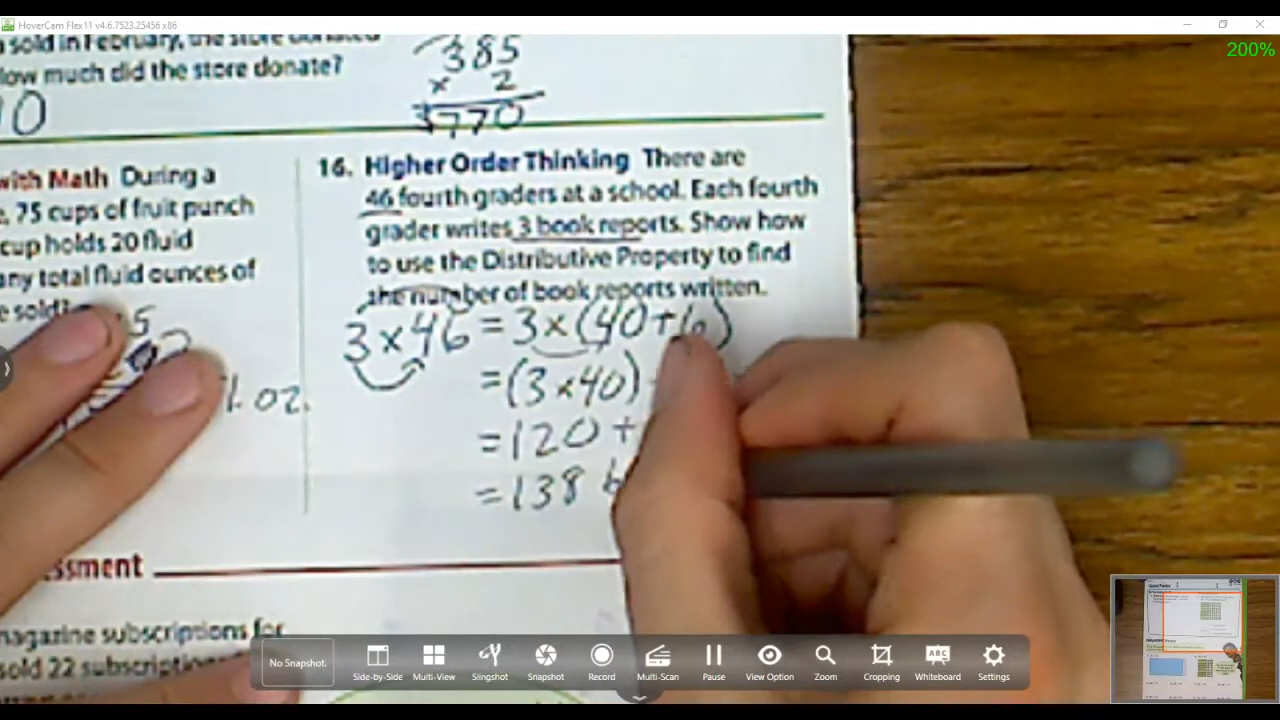 HoverCam Flex11 v4.6.7523.25456 x86
200%
sold in February, the store donated
How much did the store donate?
385
x 2
770
10
with Math During a
75 cups of fruit punch
cup holds 20 fluid
any total fluid ounces of
sold?
5
l. oz.
16. Higher Order Thinking There are
46 fourth graders at a school. Each fourth
grader writes 3 book reports. Show how
to use the Distributive Property to find
the number of book reports written.
3 × 46 = 3 × (40 + 6)
= (3 × 40)
= 120 +
= 138 b
ssment
magazine subscriptions for
sold 22 subscriptions
No Snapshot.
Side-by-Side
Multi-View
Slingshot
Snapshot
Record
Multi-Scan
Pause
View Option
Zoom
Cropping
ABC
Whiteboard
Settings